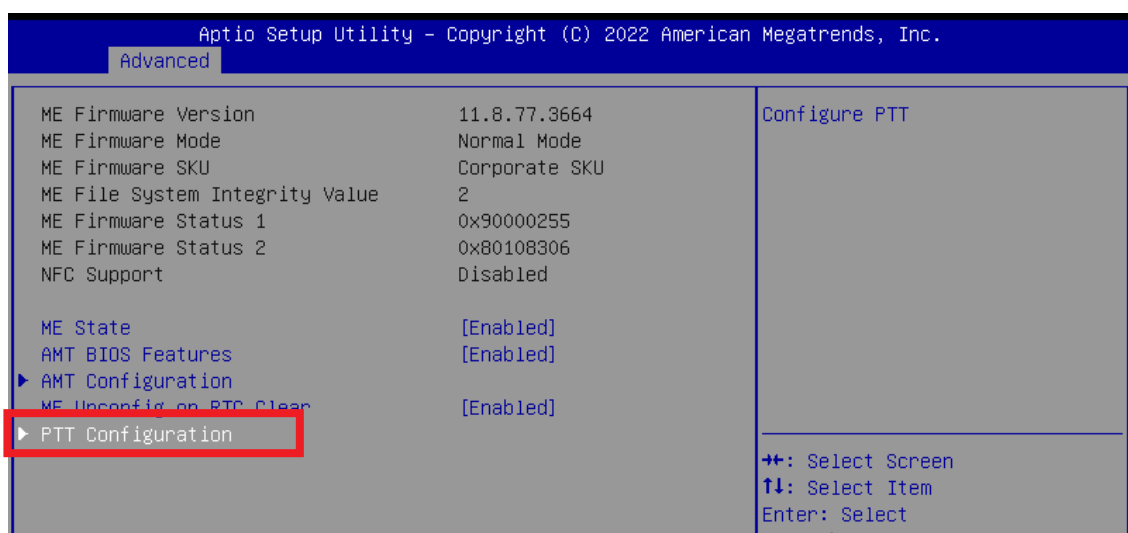 Aptio Setup Utility – Copyright (C) 2022 American Megatrends, Inc.
Advanced
ME Firmware Version 11.8.77.3664
ME Firmware Mode Normal Mode
ME Firmware SKU Corporate SKU
ME File System Integrity Value 2
ME Firmware Status 1 0x90000255
ME Firmware Status 2 0x80108306
NFC Support Disabled
ME State [Enabled]
AMT BIOS Features [Enabled]
AMT Configuration
ME Unconfig on RTC Clear [Enabled]
PTT Configuration
Configure PTT
→←: Select Screen
↑↓: Select Item
Enter: Select